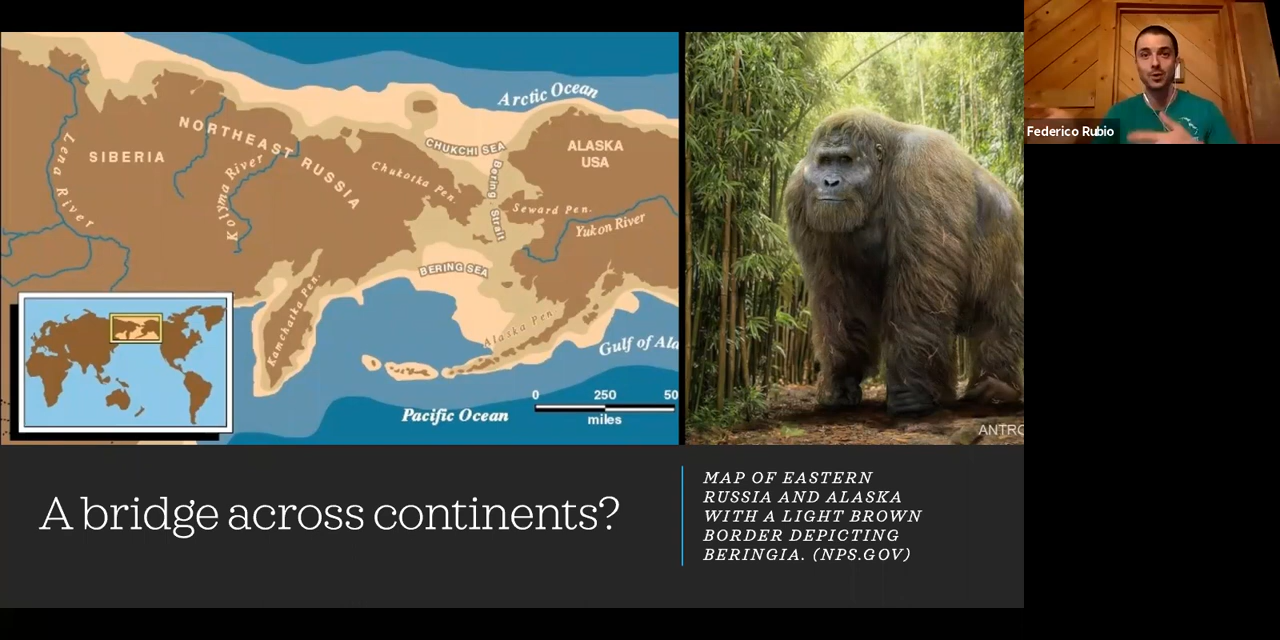 Arctic Ocean
NORTHEAST RUSSIA
SIBERIA
Lena River
Kolyma River
CHUKCHI SEA
Chukotka Pen.
Bering Strait
ALASKA
USA
Seward Pen.
Yukon River
BERING SEA
Kamchatka Pen.
Alaska Pen
Gulf of Ala
0 250 50
miles
Pacific Ocean
ANTRO
Federico Rubio
A bridge across continents?
MAP OF EASTERN
RUSSIA AND ALASKA
WITH A LIGHT BROWN
BORDER DEPICTING
BERINGIA. (NPS.GOV)